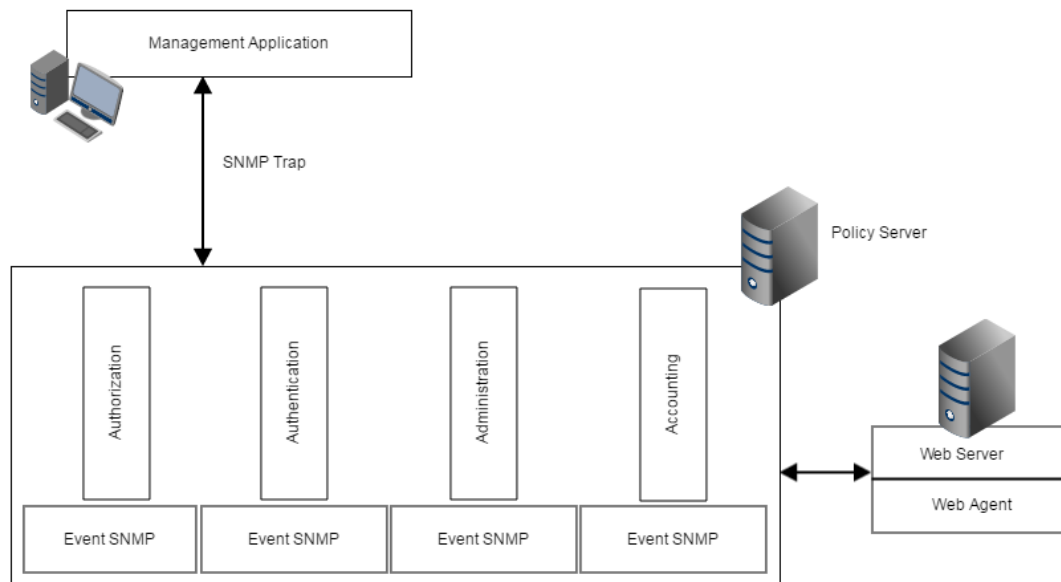 Management Application
SNMP Trap
Policy Server
Authorization
Authentication
Administration
Accounting
Web Server
Web Agent
Event SNMP
Event SNMP
Event SNMP
Event SNMP